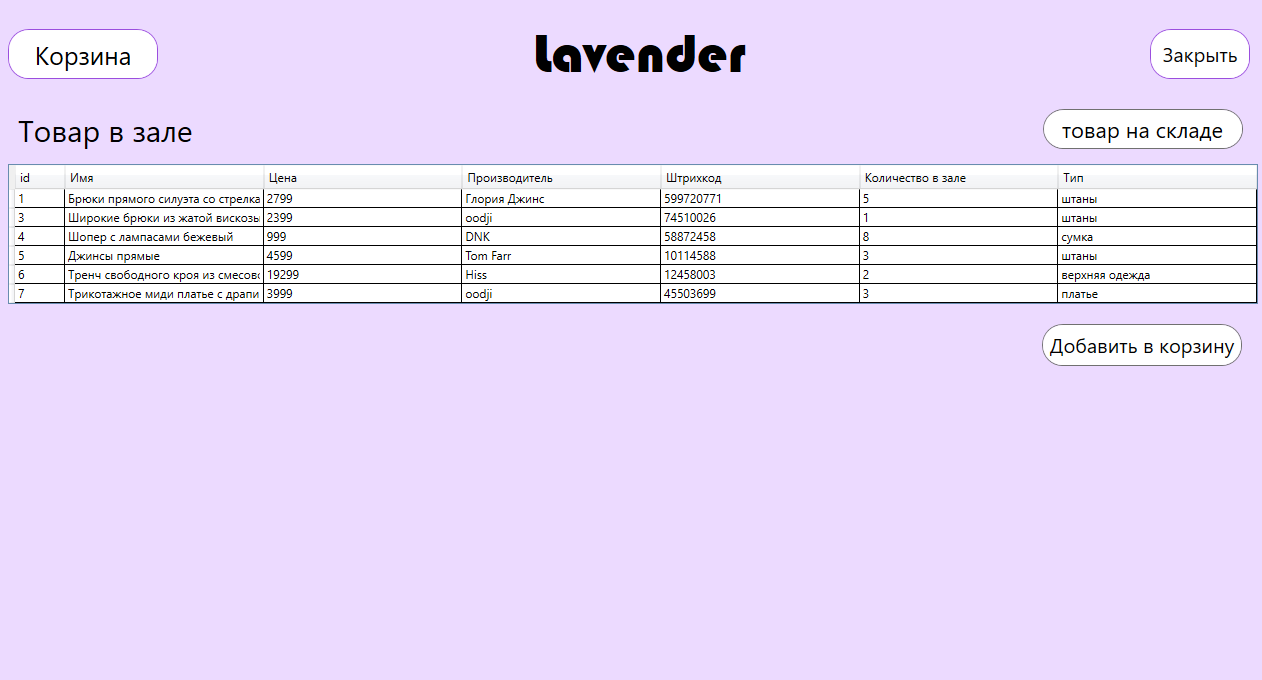 Корзина Lavender Закрыть
Товар в зале товар на складе
id Имя Цена Производитель Штрихкод Количество в зале Тип
1 Брюки прямого силуэта со стрелка 2799 Глория Джинс 599720771 5 штаны
3 Широкие брюки из жатой вискозы 2399 oodji 74510026 1 штаны
4 Шопер с лампасами бежевый 999 DNK 58872458 8 сумка
5 Джинсы прямые 4599 Tom Farr 10114588 3 штаны
6 Тренч свободного кроя из смесово 19299 Hiss 12458003 2 верхняя одежда
7 Трикотажное миди платье с драпи 3999 oodji 45503699 3 платье
Добавить в корзину